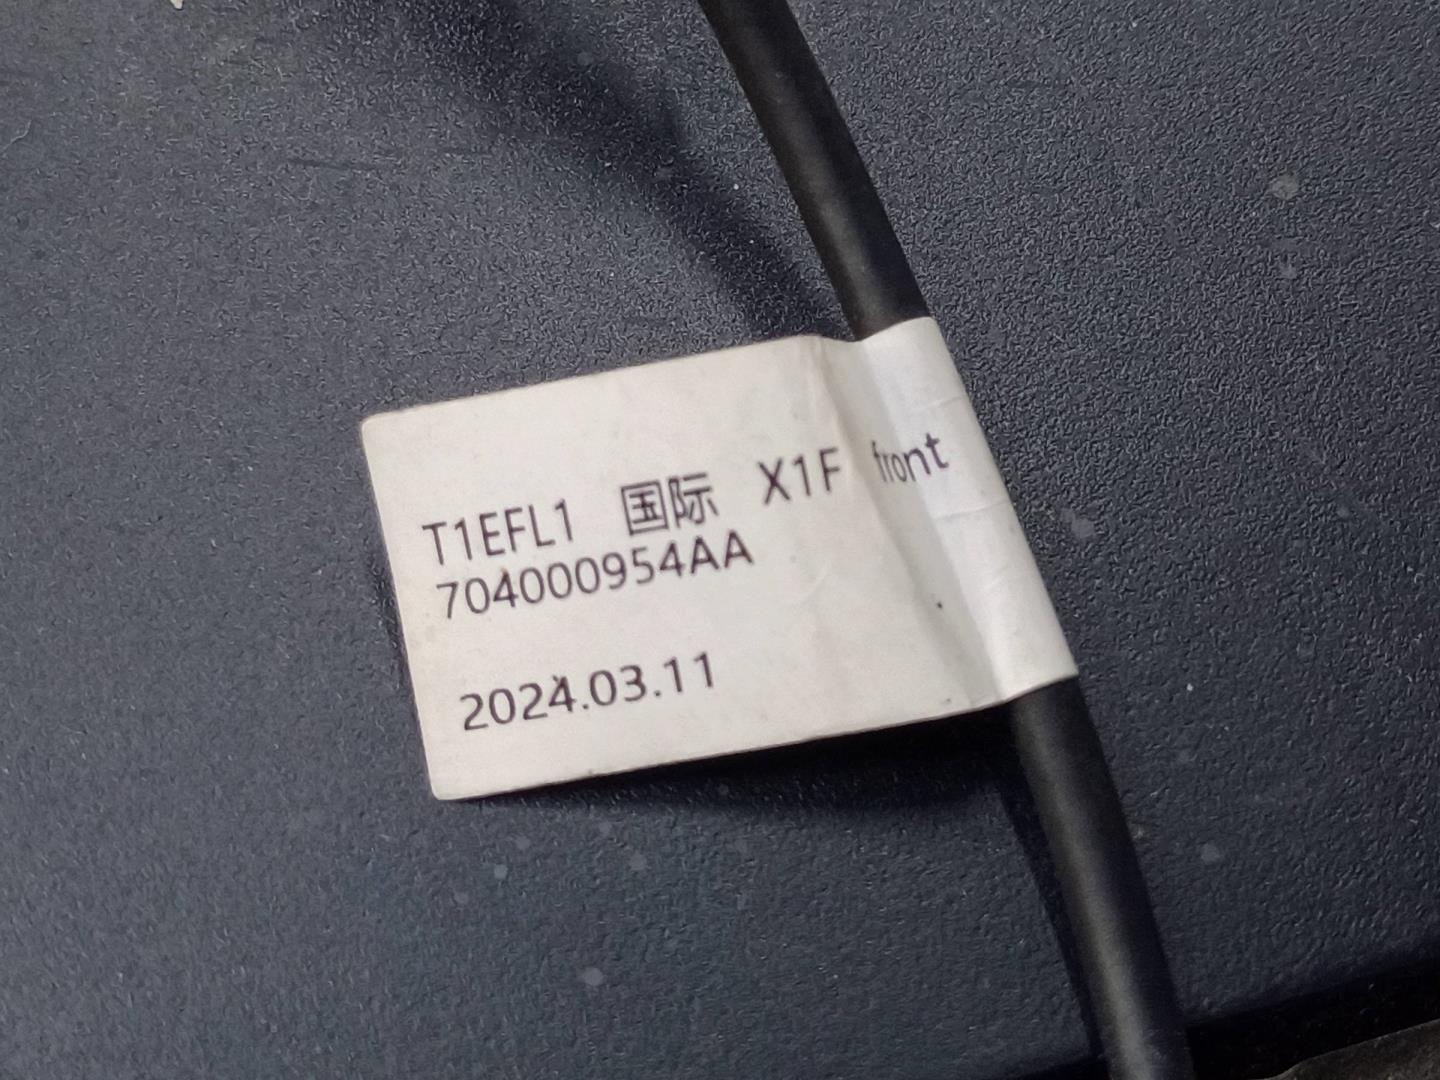 T1EFL1 国际 X1F front
704000954AA
2024.03.11